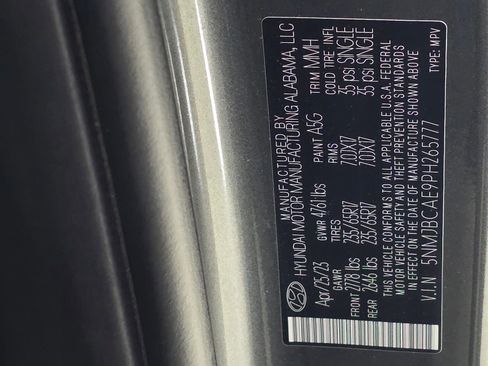 MANUFACTURED BY
HYUNDAI MOTOR MANUFACTURING ALABAMA, LLC
Apr/25/23 GVWR 4761 lbs PAINT A5G TRIM MMH
GAWR TIRES RIMS COLD TIRE INFL
FRONT 2778 lbs 235/65R17 7.0JX17 35 psi SINGLE
REAR 2646 lbs 235/65R17 7.0JX17 35 psi SINGLE
THIS VEHICLE CONFORMS TO ALL APPLICABLE U.S.A. FEDERAL
MOTOR VEHICLE SAFETY AND THEFT PREVENTION STANDARDS
IN EFFECT ON THE DATE OF MANUFACTURE SHOWN ABOVE
V.I.N 5NMJBCAE9PH265777 TYPE: MPV